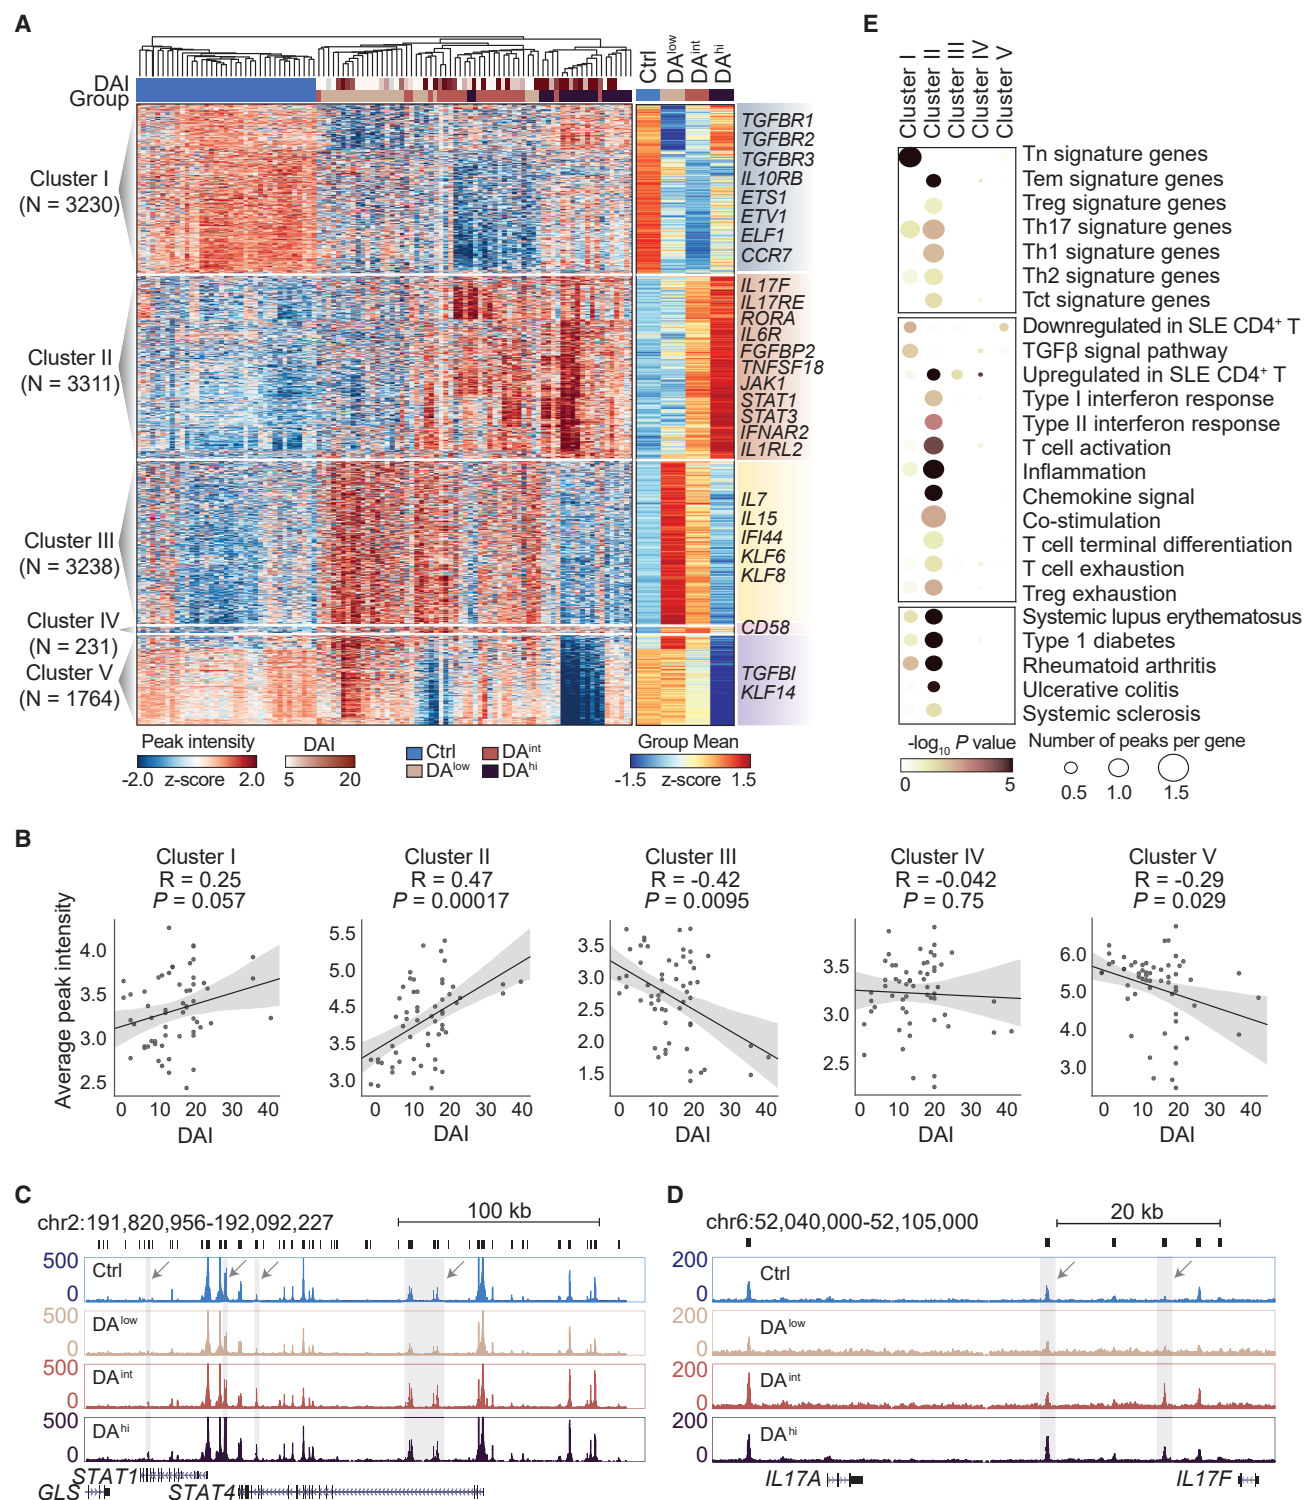 A
DAI
Group
Ctrl
DAlow
DAint
DAhi
Cluster I
(N = 3230)
Cluster II
(N = 3311)
Cluster III
(N = 3238)
Cluster IV
(N = 231)
Cluster V
(N = 1764)
TGFBR1
TGFBR2
TGFBR3
IL10RB
ETS1
ETV1
ELF1
CCR7
IL17F
IL17RE
RORA
IL6R
FGFBP2
TNFSF18
JAK1
STAT1
STAT3
IFNAR2
IL1RL2
IL7
IL15
IFI44
KLF6
KLF8
CD58
TGFBI
KLF14
Peak intensity
-2.0 z-score 2.0
DAI
5 20
Ctrl
DAlow
DAint
DAhi
Group Mean
-1.5 z-score 1.5
E
Cluster I
Cluster II
Cluster III
Cluster IV
Cluster V
Tn signature genes
Tem signature genes
Treg signature genes
Th17 signature genes
Th1 signature genes
Th2 signature genes
Tct signature genes
Downregulated in SLE CD4+ T
TGFβ signal pathway
Upregulated in SLE CD4+ T
Type I interferon response
Type II interferon response
T cell activation
Inflammation
Chemokine signal
Co-stimulation
T cell terminal differentiation
T cell exhaustion
Treg exhaustion
Systemic lupus erythematosus
Type 1 diabetes
Rheumatoid arthritis
Ulcerative colitis
Systemic sclerosis
-log10 P value
0 5
Number of peaks per gene
0.5 1.0 1.5
B
Average peak intensity
Cluster I
R = 0.25
P = 0.057
4.0
3.5
3.0
2.5
0 10 20 30 40
DAI
Cluster II
R = 0.47
P = 0.00017
5.5
5.0
4.5
3.5
3.0
0 10 20 30 40
DAI
Cluster III
R = -0.42
P = 0.0095
3.5
3.0
2.5
2.0
1.5
0 10 20 30 40
DAI
Cluster IV
R = -0.042
P = 0.75
3.5
3.0
2.5
0 10 20 30 40
DAI
Cluster V
R = -0.29
P = 0.029
6.0
5.0
4.0
3.0
0 10 20 30 40
DAI
C
chr2:191,820,956-192,092,227
100 kb
500
0
Ctrl
500
0
DAlow
500
0
DAint
500
0
DAhi
STAT1
GLS
STAT4
D
chr6:52,040,000-52,105,000
20 kb
200
0
Ctrl
200
0
DAlow
200
0
DAint
200
0
DAhi
IL17A
IL17F